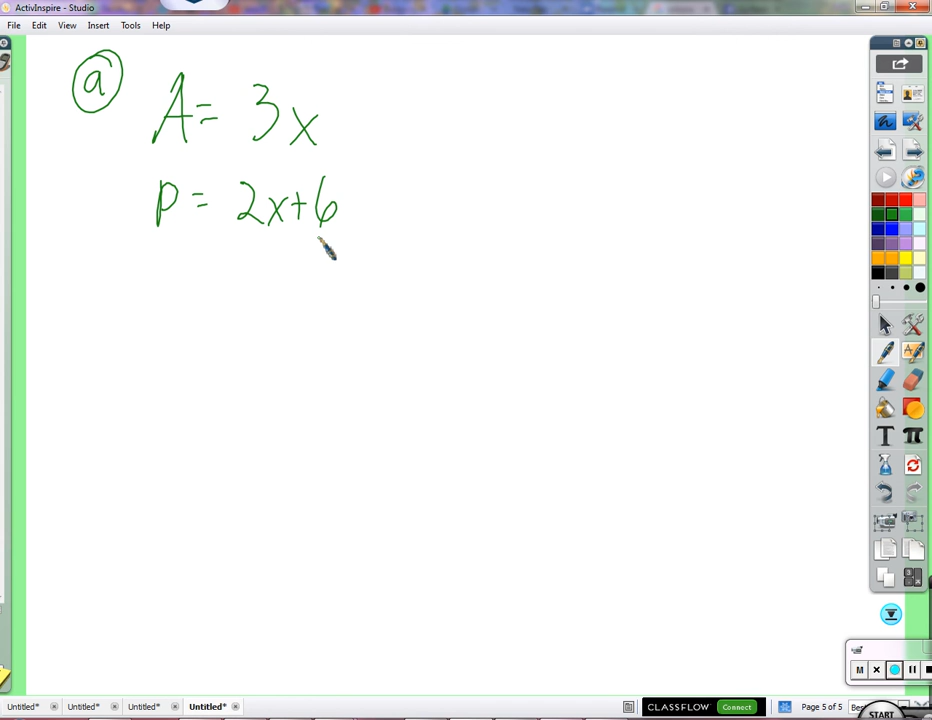 ActivInspire - Studio
File Edit View Insert Tools Help
a
A = 3x
P = 2x+6
Untitled* Untitled* Untitled* Untitled*
CLASSFLOW Connect
Page 5 of 5
START